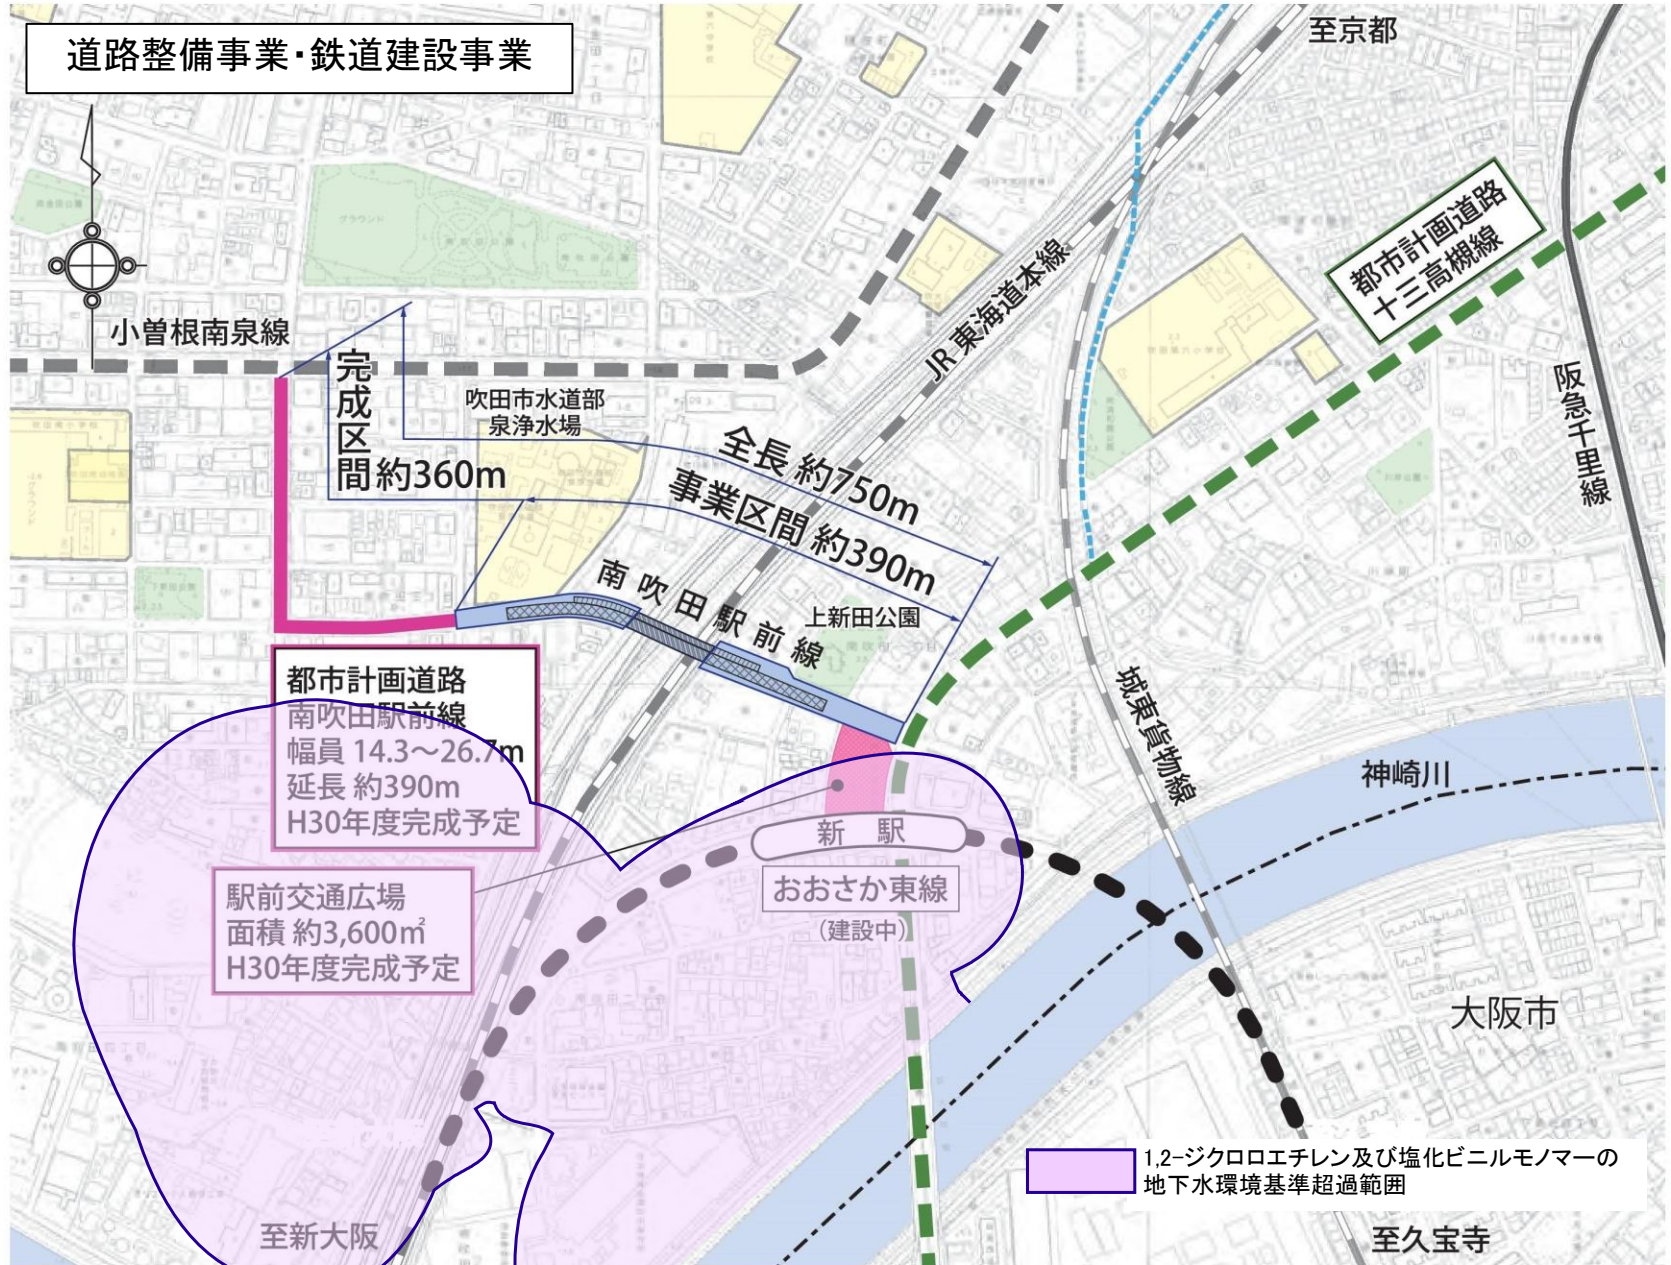 道路整備事業・鉄道建設事業
至京都
都市計画道路
十三高槻線
小曽根南泉線
JR 東海道本線
阪急千里線
グラウンド
完成区間 約360m
吹田市水道部
泉浄水場
全長 約750m
事業区間 約390m
南吹田駅前線
上新田公園
都市計画道路
南吹田駅前線
幅員 14.3～26.7m
延長 約390m
H30年度完成予定
城東貨物線
神崎川
新 駅
おおさか東線
（建設中）
駅前交通広場
面積 約3,600㎡
H30年度完成予定
大阪市
1,2-ジクロロエチレン及び塩化ビニルモノマーの
地下水環境基準超過範囲
至新大阪
至久宝寺